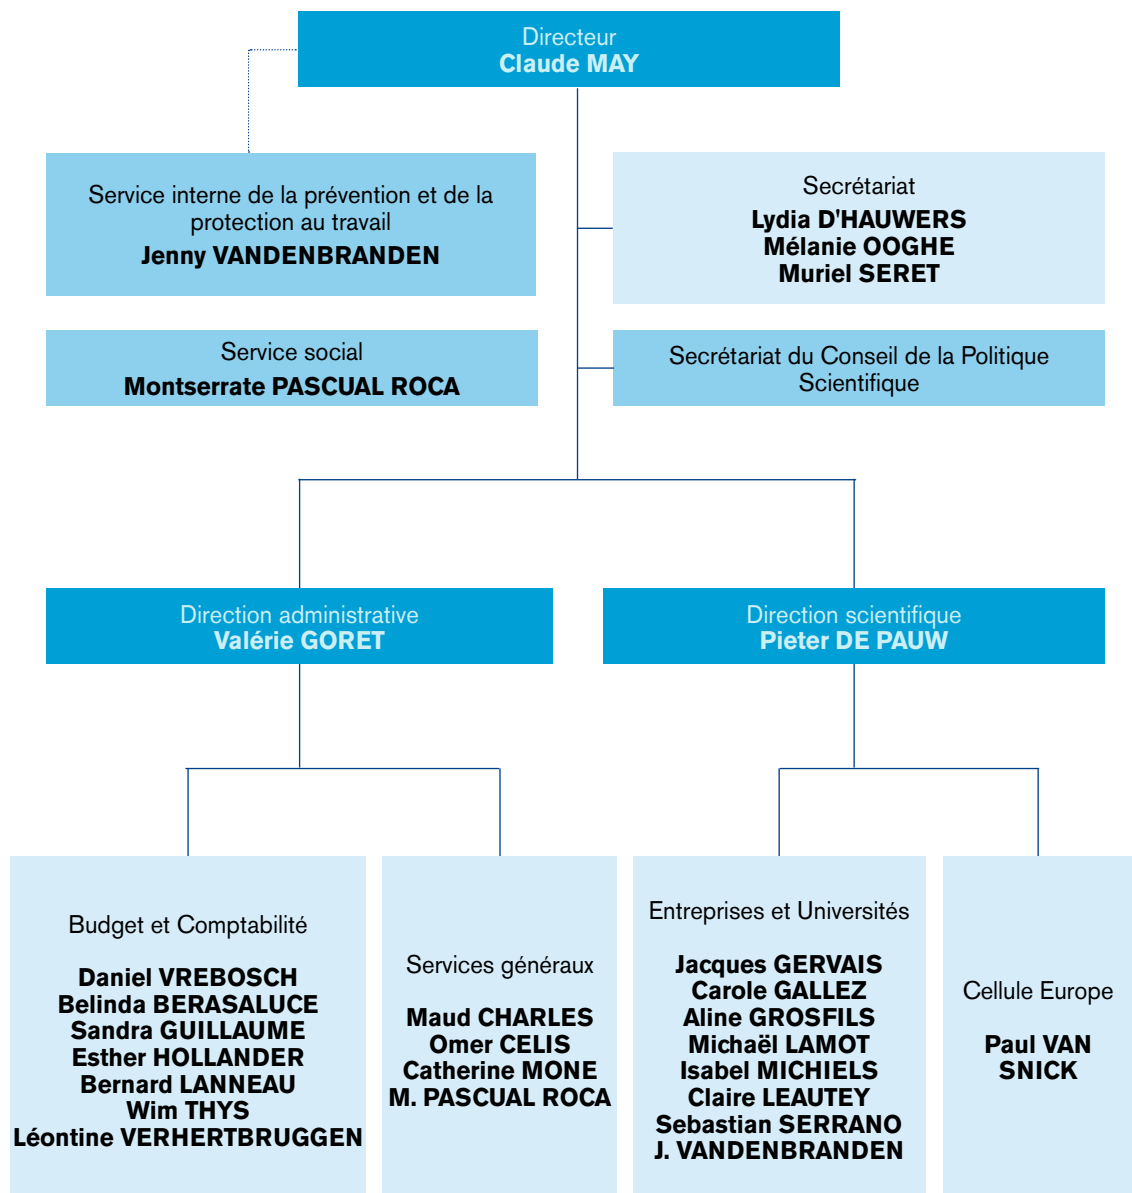 Directeur
Claude MAY
Service interne de la prévention et de la
protection au travail
Jenny VANDENBRANDEN
Secrétariat
Lydia D'HAUWERS
Mélanie OOGHE
Muriel SERET
Service social
Montserrate PASCUAL ROCA
Secrétariat du Conseil de la Politique
Scientifique
Direction administrative
Valérie GORET
Direction scientifique
Pieter DE PAUW
Budget et Comptabilité
Daniel VREBOSCH
Belinda BERASALUCE
Sandra GUILLAUME
Esther HOLLANDER
Bernard LANNEAU
Wim THYS
Léontine VERHERTBRUGGEN
Services généraux
Maud CHARLES
Omer CELIS
Catherine MONE
M. PASCUAL ROCA
Entreprises et Universités
Jacques GERVAIS
Carole GALLEZ
Aline GROSFILS
Michaël LAMOT
Isabel MICHIELS
Claire LEAUTEY
Sebastian SERRANO
J. VANDENBRANDEN
Cellule Europe
Paul VAN
SNICK